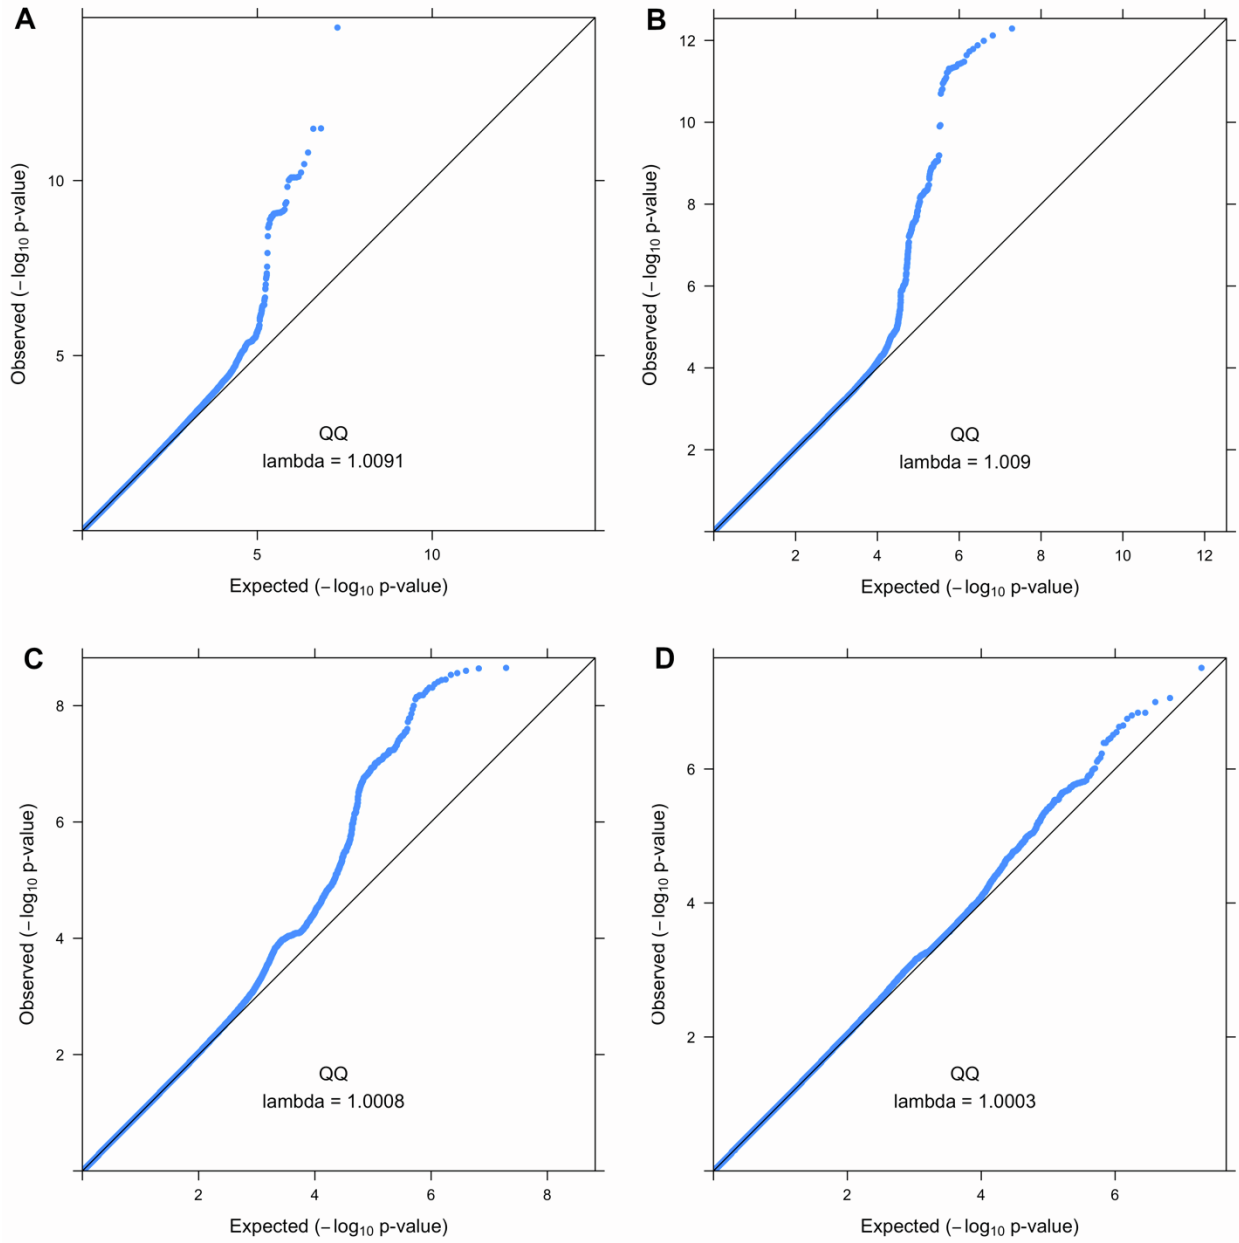 A
10
5
Observed (−log₁₀ p-value)
QQ
lambda = 1.0091
5 10
Expected (−log₁₀ p-value)
B
12
10
8
6
4
2
Observed (−log₁₀ p-value)
QQ
lambda = 1.009
2 4 6 8 10 12
Expected (−log₁₀ p-value)
C
8
6
4
2
Observed (−log₁₀ p-value)
QQ
lambda = 1.0008
2 4 6 8
Expected (−log₁₀ p-value)
D
6
4
2
Observed (−log₁₀ p-value)
QQ
lambda = 1.0003
2 4 6
Expected (−log₁₀ p-value)